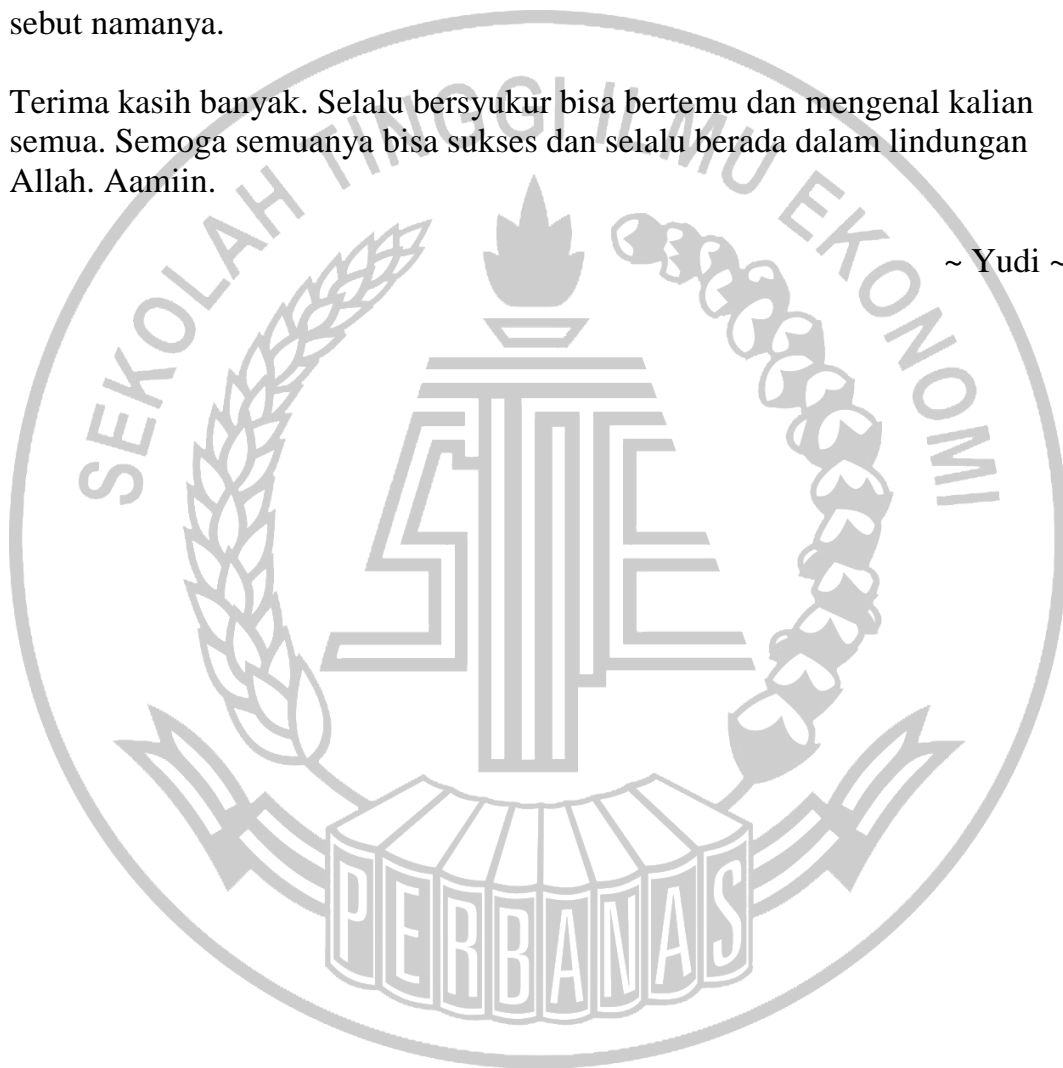 sebut namanya.
Terima kasih banyak. Selalu bersyukur bisa bertemu dan mengenal kalian
semua. Semoga semuanya bisa sukses dan selalu berada dalam lindungan
Allah. Aamiin.
~ Yudi ~
SEKOLAH TINGGI ILMU EKONOMI
STIE
PERBANAS